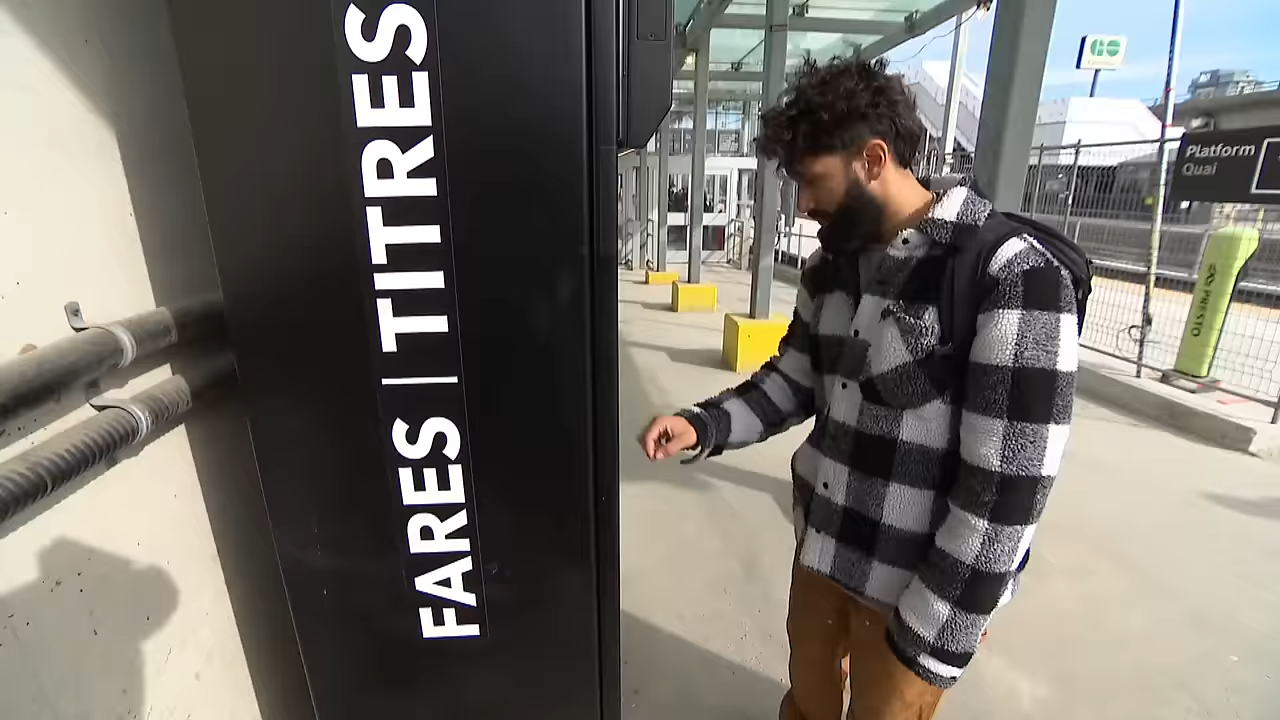 FARES | TITRES
GO
Platform
Quai
PRESTO